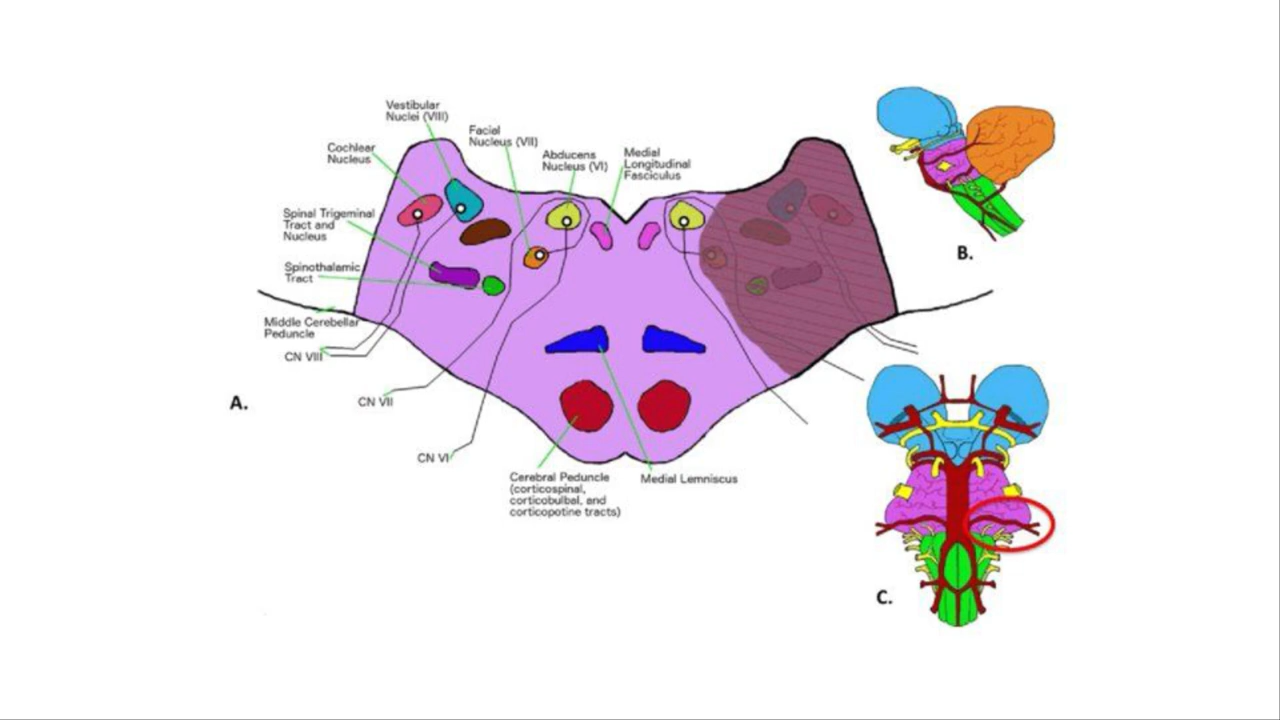 Vestibular
Nuclei (VIII)
Facial
Nucleus (VII)
Cochlear
Nucleus
Abducens
Nucleus (VI)
Medial
Longitudinal
Fasciculus
Spinal Trigeminal
Tract and
Nucleus
Spinothalamic
Tract
Middle Cerebellar
Peduncle
CN VIII
CN VII
CN VI
Cerebral Peduncle
(corticospinal,
corticobulbal, and
corticopotine tracts)
Medial Lemniscus
A.
B.
C.